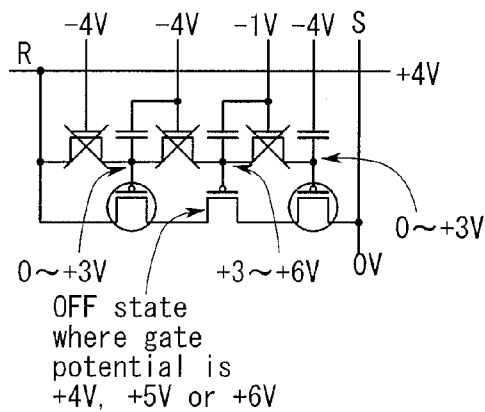 -4V -4V -1V -4V S
R
+4V
0~+3V
0~+3V +3~+6V 0V
OFF state
where gate
potential is
+4V, +5V or +6V